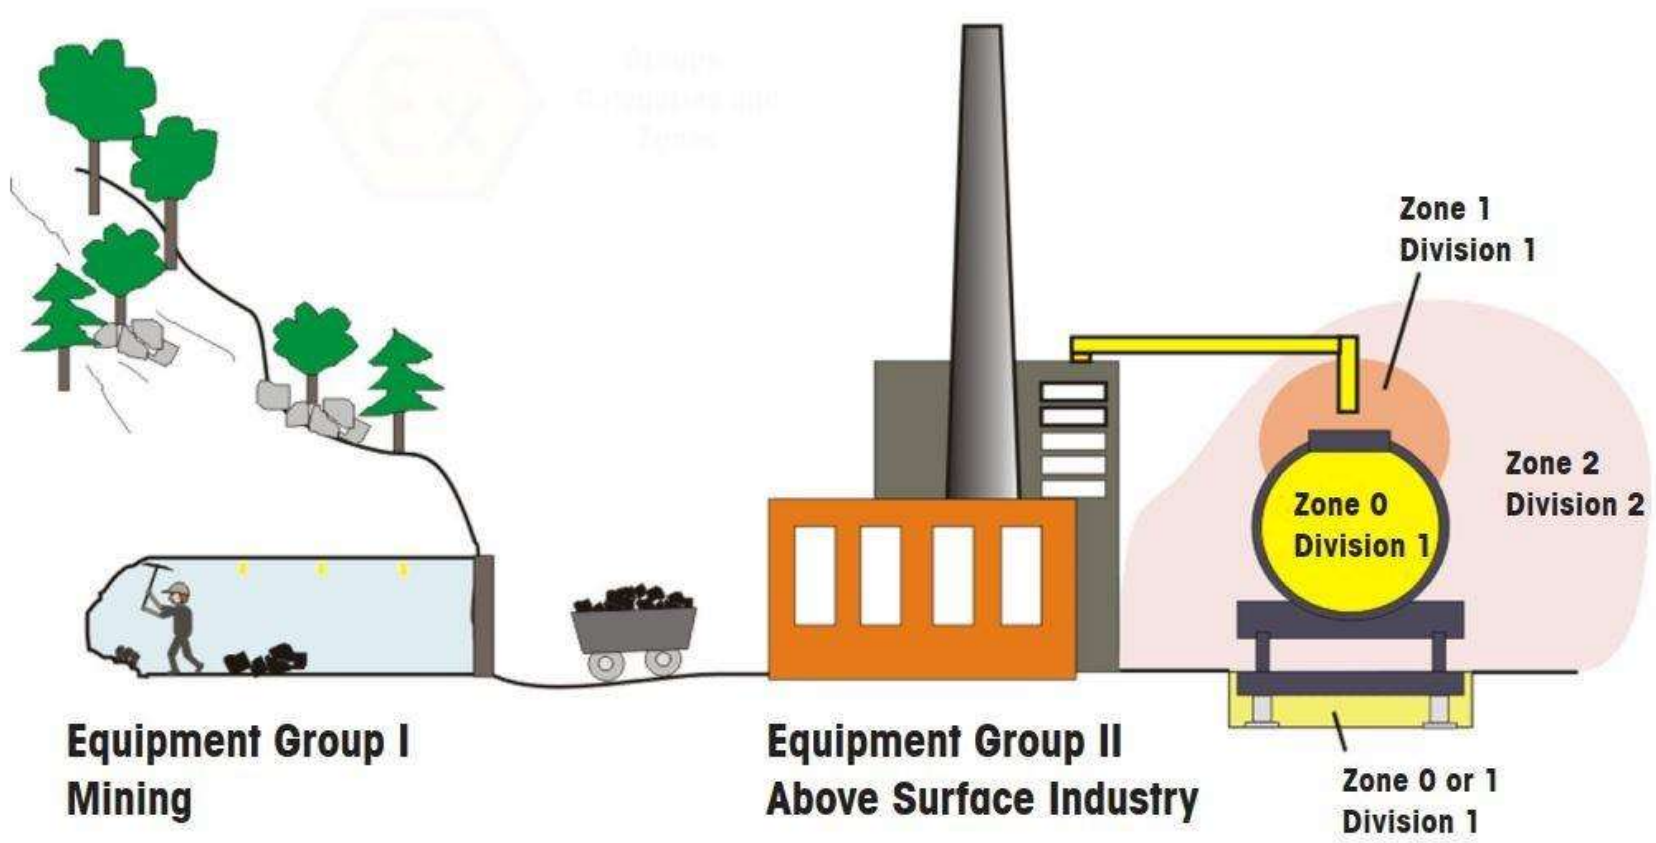 Zone 1
Division 1
Zone 2
Division 2
Zone 0
Division 1
Equipment Group I
Mining
Equipment Group II
Above Surface Industry
Zone 0 or 1
Division 1